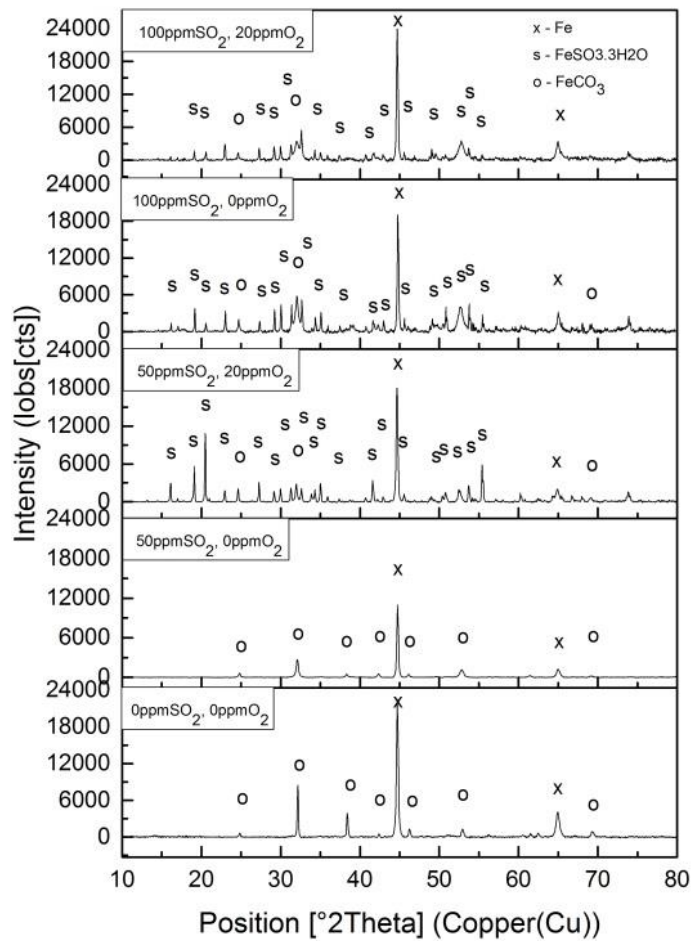 24000
18000
12000
6000
0
100ppmSO2, 20ppmO2
x - Fe
s - FeSO3.3H2O
o - FeCO3
x
s s o s s s o s s s s x s s s s s x
24000
18000
12000
6000
0
100ppmSO2, 0ppmO2
x
s s s s o s s s o s s s s s s s s s s x o
24000
18000
12000
6000
0
50ppmSO2, 20ppmO2
x
s s s s o s s s o s s s s s s s s s s s s x o
24000
18000
12000
6000
0
50ppmSO2, 0ppmO2
x
o o o o o o x o
24000
18000
12000
6000
0
0ppmSO2, 0ppmO2
x
o o o o o o x o
10 20 30 40 50 60 70 80
Position [°2Theta] (Copper(Cu))
Intensity (Iobs[cts])